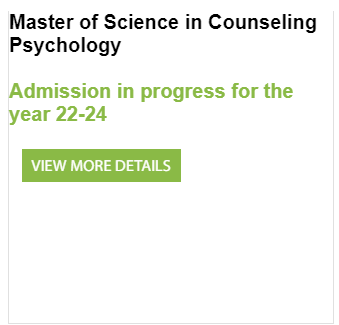 Master of Science in Counseling
Psychology
Admission in progress for the
year 22-24
VIEW MORE DETAILS